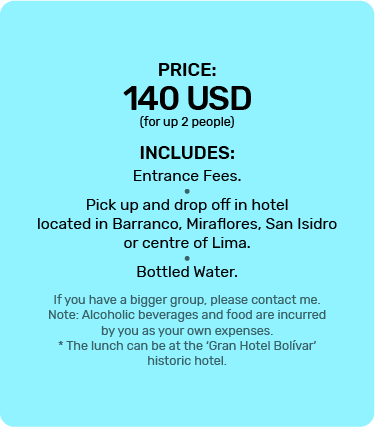 PRICE:
140 USD
(for up 2 people)
INCLUDES:
Entrance Fees.
•
Pick up and drop off in hotel
located in Barranco, Miraflores, San Isidro
or centre of Lima.
•
Bottled Water.
If you have a bigger group, please contact me.
Note: Alcoholic beverages and food are incurred
by you as your own expenses.
* The lunch can be at the ‘Gran Hotel Bolívar’
historic hotel.